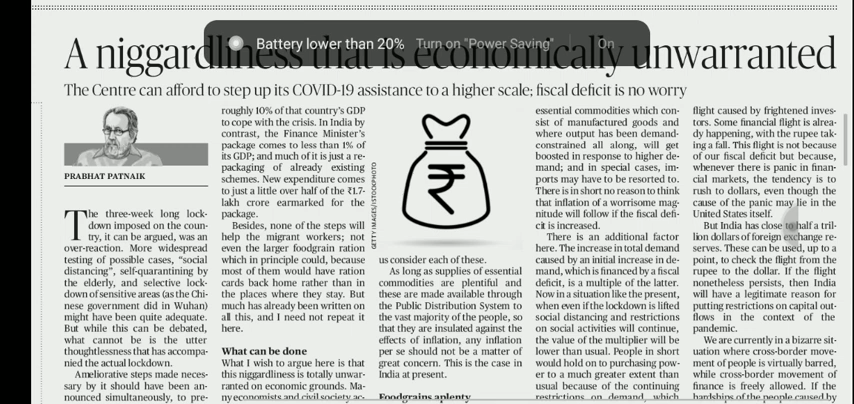 Battery lower than 20% Turn on "Power Saving" On
A niggardliness that is economically unwarranted
The Centre can afford to step up its COVID-19 assistance to a higher scale; fiscal deficit is no worry
PRABHAT PATNAIK
The three-week long lock-
down imposed on the coun-
try, it can be argued, was an
over-reaction. More widespread
testing of possible cases, "social
distancing", self-quarantining by
the elderly, and selective lock-
down of sensitive areas (as the Chi-
nese government did in Wuhan)
might have been quite adequate.
But while this can be debated,
what cannot be is the utter
thoughtlessness that has accompa-
nied the actual lockdown.
Ameliorative steps made neces-
sary by it should have been an-
nounced simultaneously, to pre-
roughly 10% of that country's GDP
to cope with the crisis. In India by
contrast, the Finance Minister's
package comes to less than 1% of
its GDP; and much of it is just a re-
packaging of already existing
schemes. New expenditure comes
to just a little over half of the ₹1.7-
lakh crore earmarked for the
package.
Besides, none of the steps will
help the migrant workers; not
even the larger foodgrain ration
which in principle could, because
most of them would have ration
cards back home rather than in
the places where they stay. But
much has already been written on
all this, and I need not repeat it
here.
What can be done
What I wish to argue here is that
this niggardliness is totally unwar-
ranted on economic grounds. Ma-
ny economists and civil society ac-
GETTY IMAGES/ISTOCKPHOTO
₹
us consider each of these.
As long as supplies of essential
commodities are plentiful and
these are made available through
the Public Distribution System to
the vast majority of the people, so
that they are insulated against the
effects of inflation, any inflation
per se should not be a matter of
great concern. This is the case in
India at present.
Foodgrains aplenty
essential commodities which con-
sist of manufactured goods and
where output has been demand-
constrained all along, will get
boosted in response to higher de-
mand; and in special cases, im-
ports may have to be resorted to.
There is in short no reason to think
that inflation of a worrisome mag-
nitude will follow if the fiscal defi-
cit is increased.
There is an additional factor
here. The increase in total demand
caused by an initial increase in de-
mand, which is financed by a fiscal
deficit, is a multiple of the latter.
Now in a situation like the present,
when even if the lockdown is lifted
social distancing and restrictions
on social activities will continue,
the value of the multiplier will be
lower than usual. People in short
would hold on to purchasing pow-
er to a much greater extent than
usual because of the continuing
restrictions on demand, which
flight caused by frightened inves-
tors. Some financial flight is alrea-
dy happening, with the rupee tak-
ing a fall. This flight is not because
of our fiscal deficit but because,
whenever there is panic in finan-
cial markets, the tendency is to
rush to dollars, even though the
cause of the panic may lie in the
United States itself.
But India has close to half a tril-
lion dollars of foreign exchange re-
serves. These can be used, up to a
point, to check the flight from the
rupee to the dollar. If the flight
nonetheless persists, then India
will have a legitimate reason for
putting restrictions on capital out-
flows in the context of the
pandemic.
We are currently in a bizarre sit-
uation where cross-border move-
ment of people is virtually barred,
while cross-border movement of
finance is freely allowed. If the
hardships of the people caused by